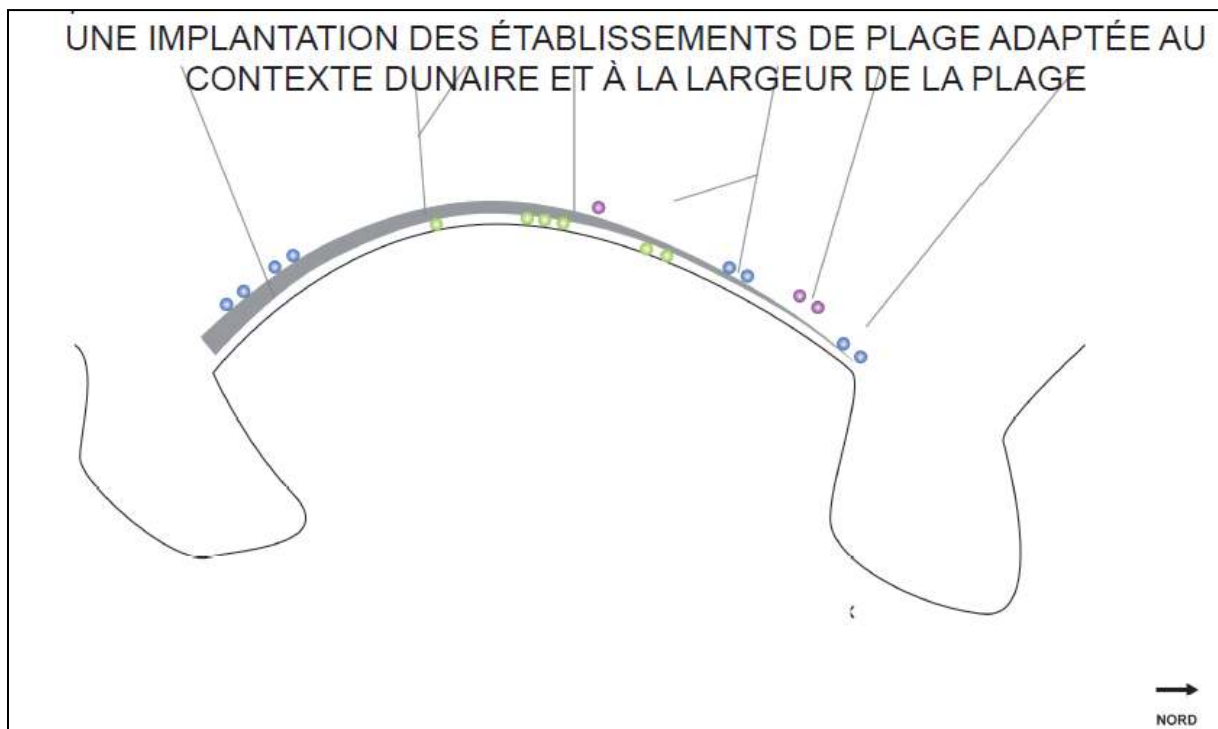 UNE IMPLANTATION DES ÉTABLISSEMENTS DE PLAGE ADAPTÉE AU
CONTEXTE DUNAIRE ET À LA LARGEUR DE LA PLAGE
NORD